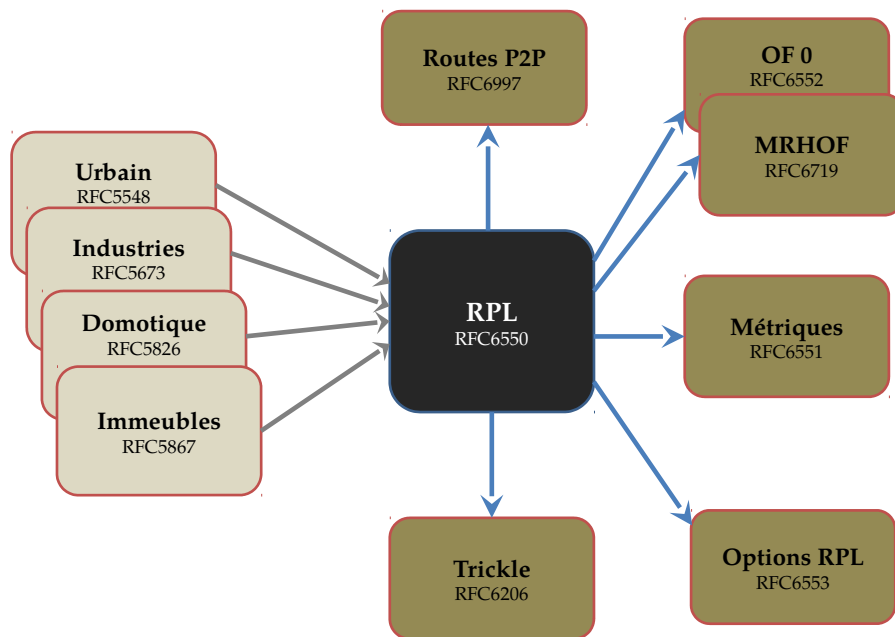 Routes P2P
RFC6997
OF 0
RFC6552
MRHOF
RFC6719
Urbain
RFC5548
Industries
RFC5673
Domotique
RFC5826
Immeubles
RFC5867
RPL
RFC6550
Métriques
RFC6551
Trickle
RFC6206
Options RPL
RFC6553